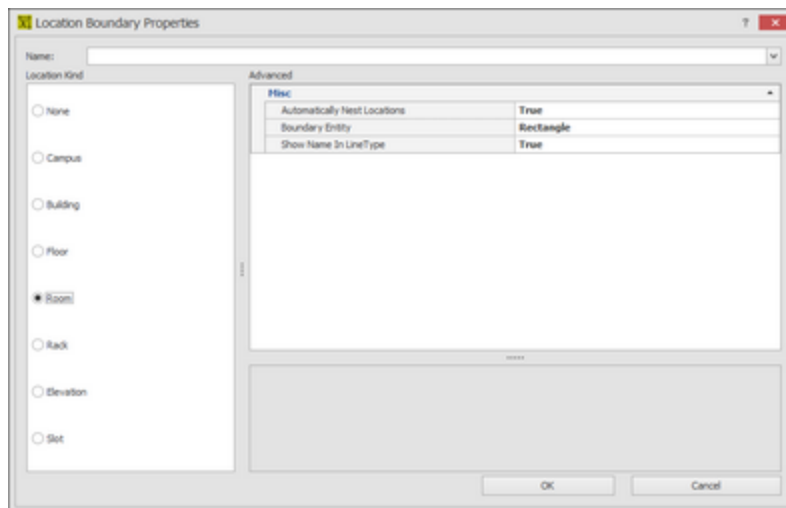 Location Boundary Properties
?
Name:
Location Kind
Advanced
None
Campus
Building
Floor
Room
Rack
Elevation
Slot
Misc
Automatically Nest Locations True
Boundary Entity Rectangle
Show Name In LineType True
OK Cancel